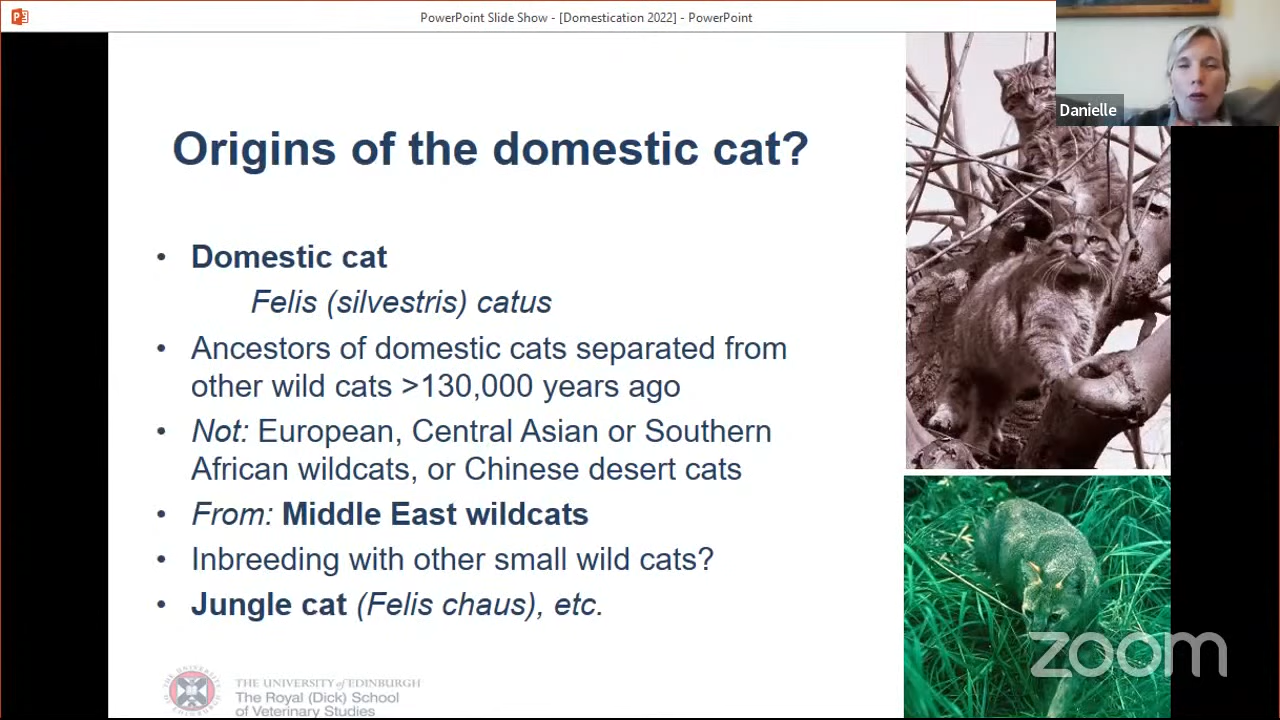 PowerPoint Slide Show - [Domestication 2022] - PowerPoint
Danielle
Origins of the domestic cat?
• Domestic cat
Felis (silvestris) catus
• Ancestors of domestic cats separated from
other wild cats >130,000 years ago
• Not: European, Central Asian or Southern
African wildcats, or Chinese desert cats
• From: Middle East wildcats
• Inbreeding with other small wild cats?
• Jungle cat (Felis chaus), etc.
THE UNIVERSITY of EDINBURGH
The Royal (Dick) School
of Veterinary Studies
zoom